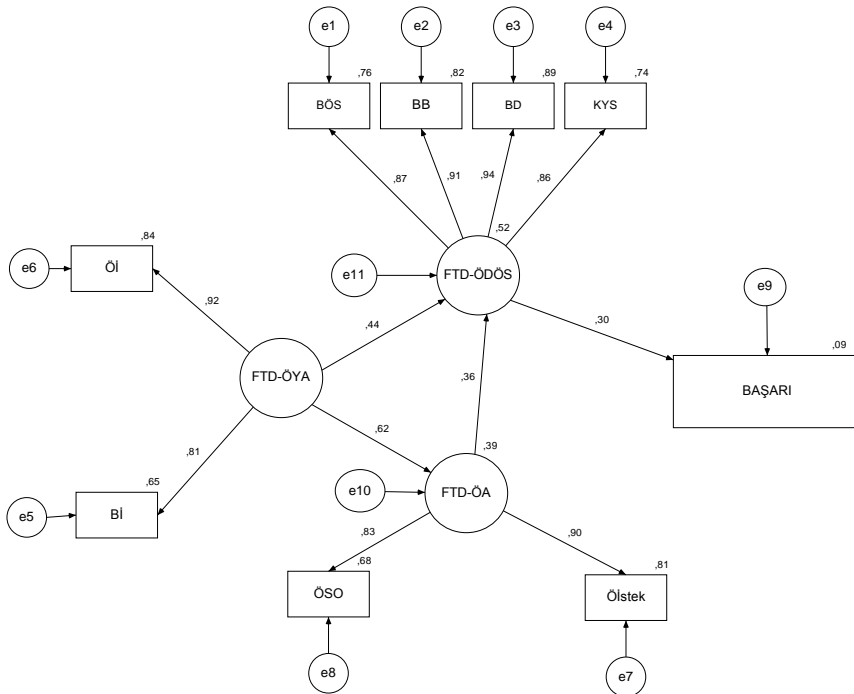 e1
e2
e3
e4
,76
,82
,89
,74
BÖS
BB
BD
KYS
,87
,91
,94
,86
,52
,84
e6
Öİ
e11
FTD-ÖDÖS
e9
,92
,44
,30
,09
FTD-ÖYA
,36
BAŞARI
,62
,81
,39
,65
e10
FTD-ÖA
e5
Bİ
,83
,90
,68
,81
ÖSO
Öİstek
e8
e7